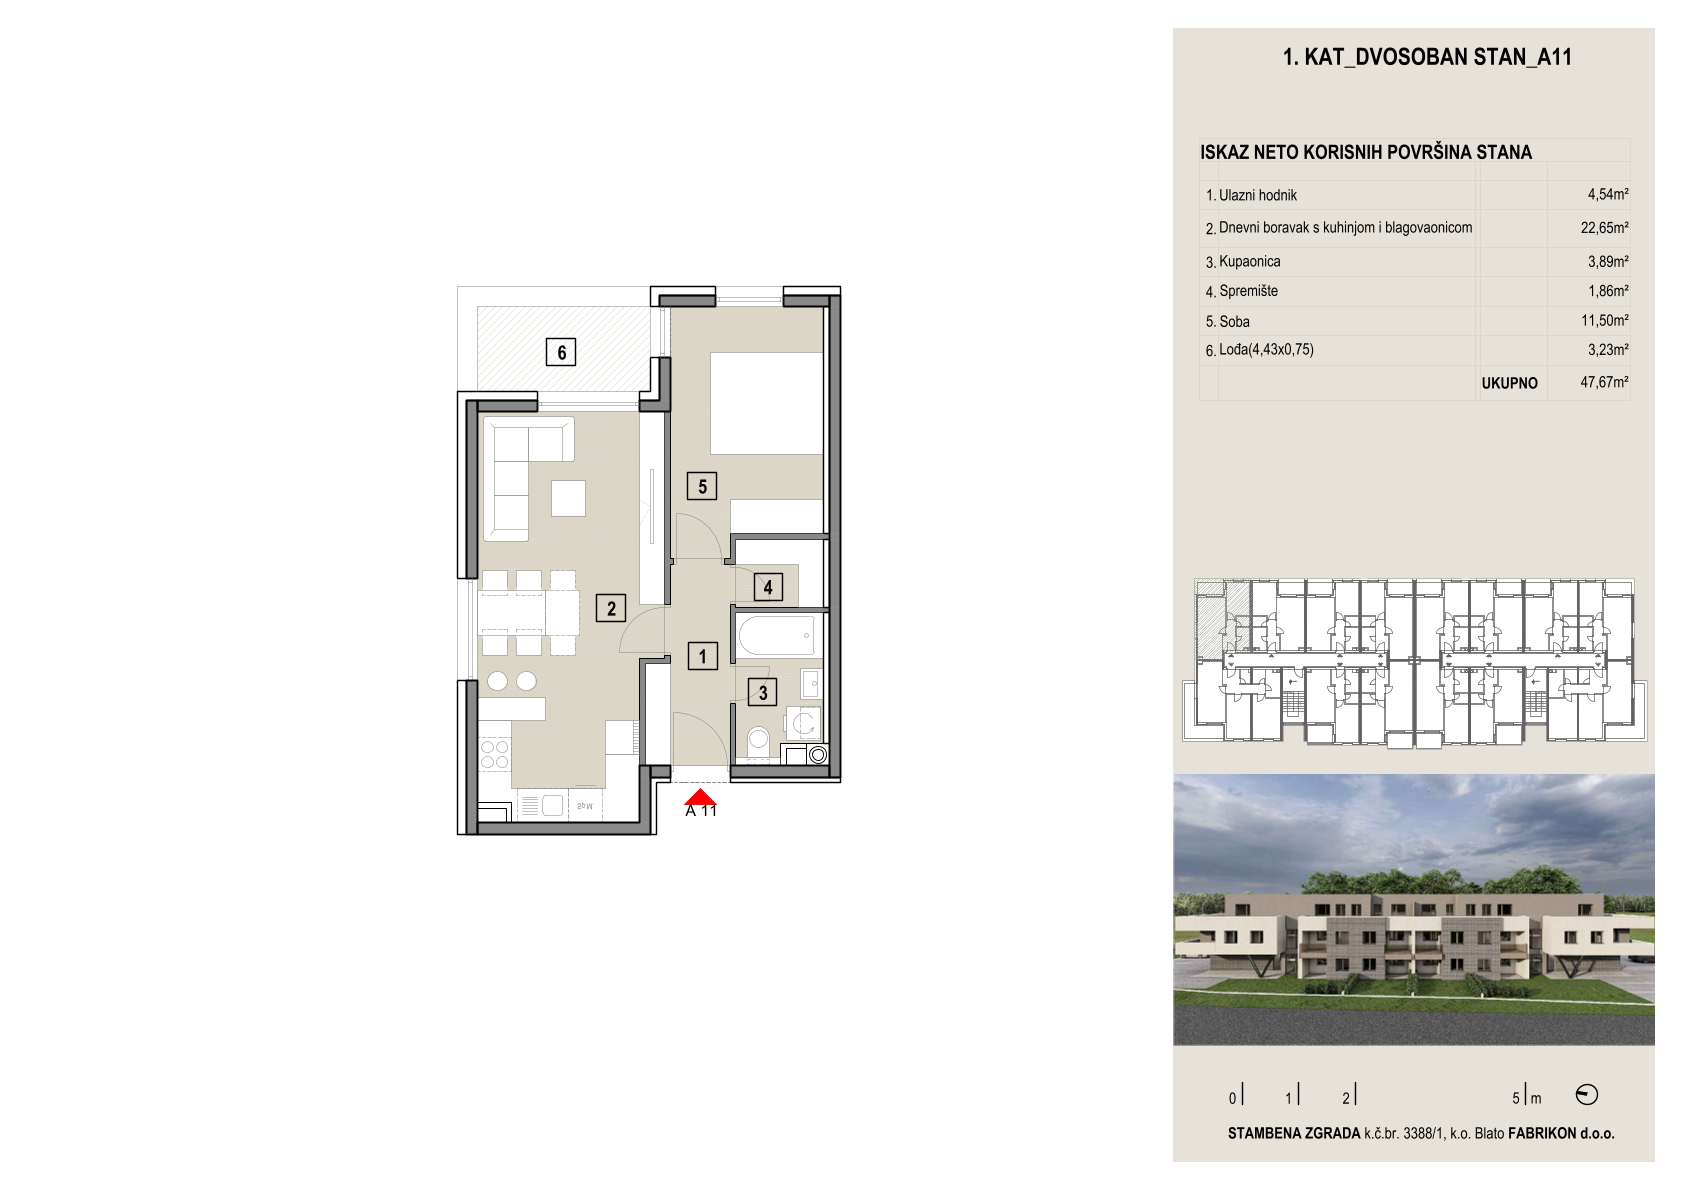 1. KAT_DVOSOBAN STAN_A11
ISKAZ NETO KORISNIH POVRŠINA STANA
1. Ulazni hodnik 4,54m²
2. Dnevni boravak s kuhinjom i blagovaonicom 22,65m²
3. Kupaonica 3,89m²
4. Spremište 1,86m²
5. Soba 11,50m²
6. Lođa(4,43x0,75) 3,23m²
UKUPNO 47,67m²
6
5
4
2
1
3
Sp.M.
A 11
0 1 2 5 m
STAMBENA ZGRADA k.č.br. 3388/1, k.o. Blato FABRIKON d.o.o.